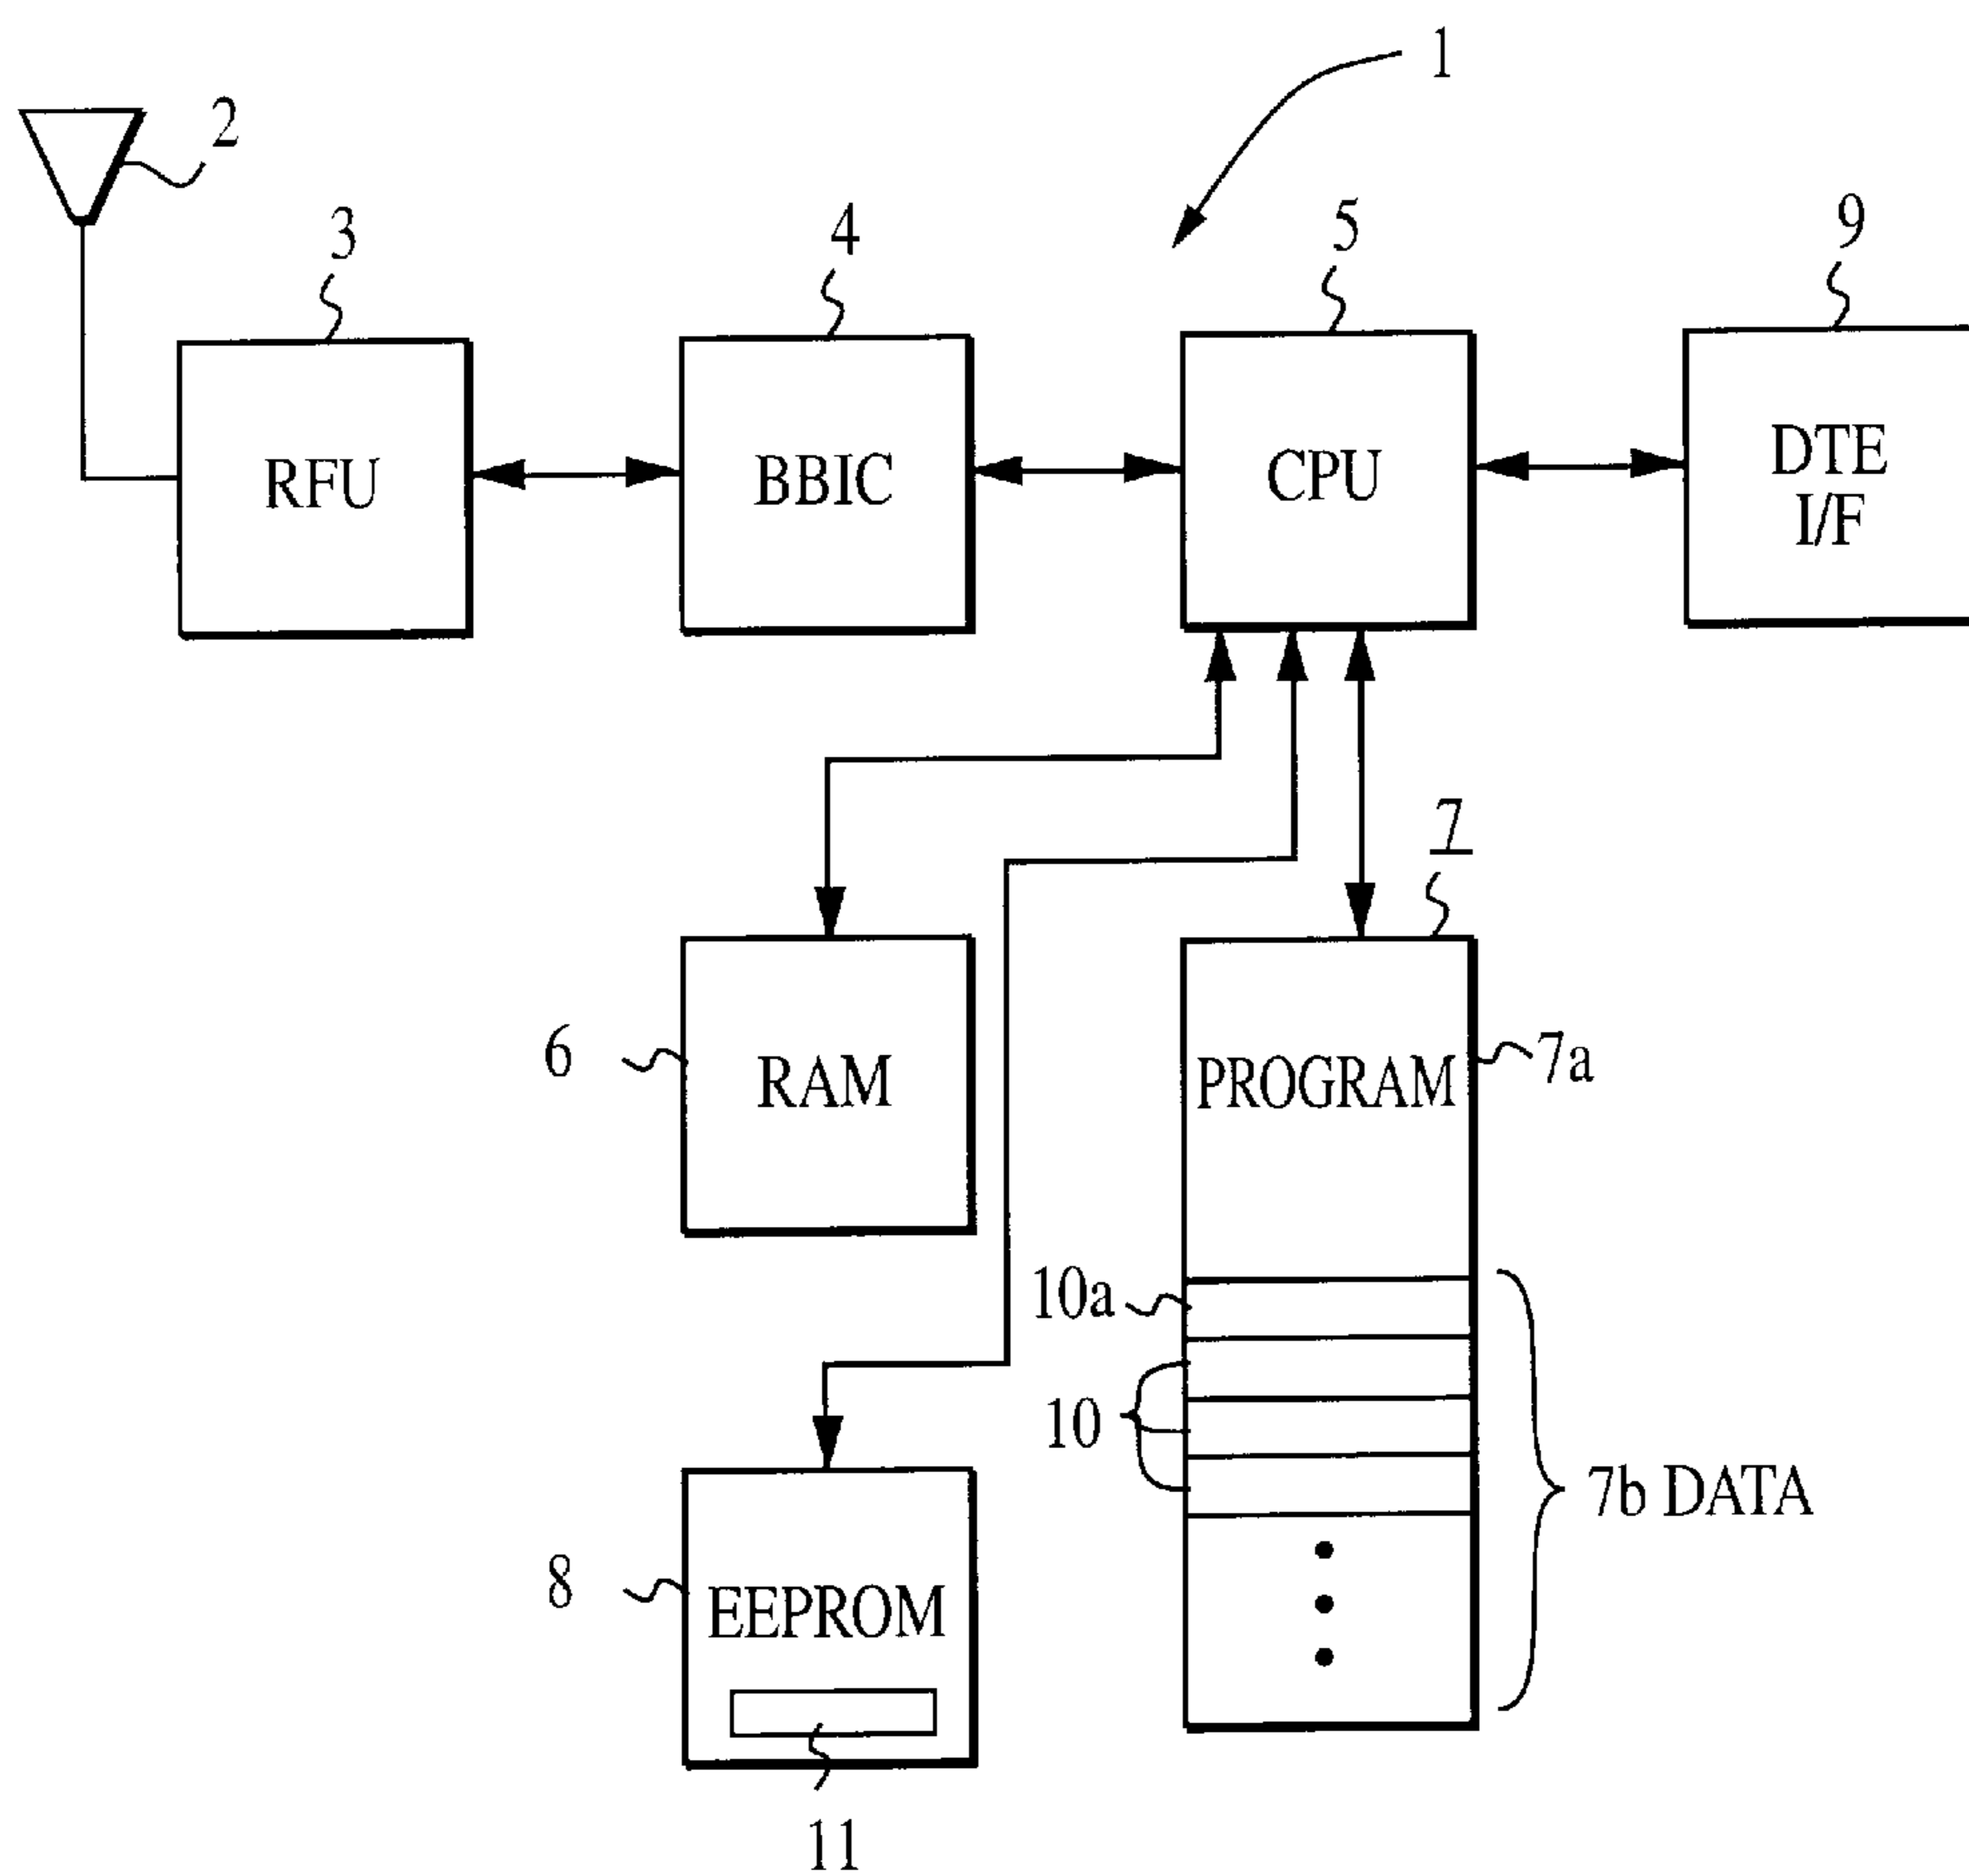 1
2
3
4
5
9
RFU
BBIC
CPU
DTE
I/F
7
6
RAM
PROGRAM
7a
10a
10
7b DATA
8
EEPROM
11